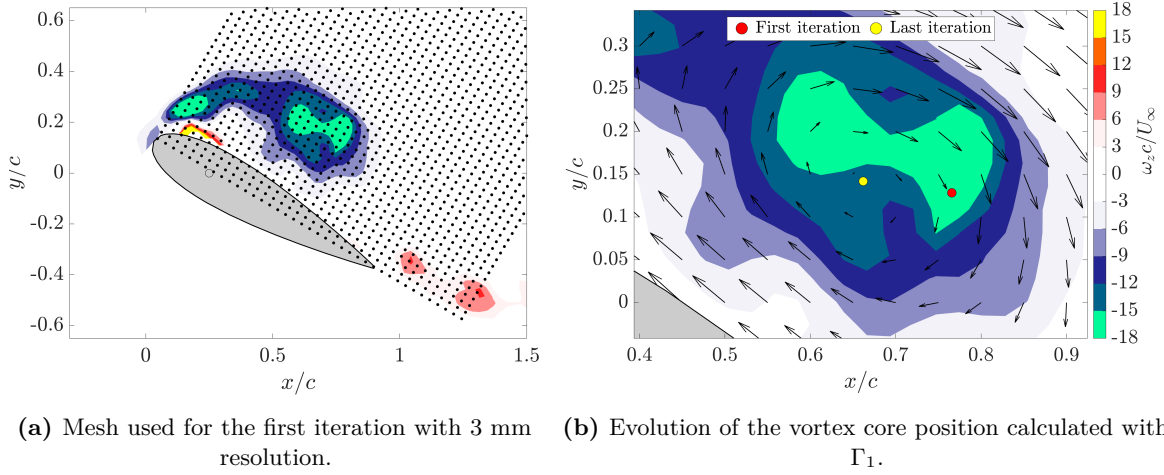 0.6
0.4
0.2
0
-0.2
-0.4
-0.6
y/c
0 0.5 1 1.5
x/c
First iteration Last iteration
0.3
0.25
0.2
0.15
0.1
0.05
0
y/c
0.4 0.5 0.6 0.7 0.8 0.9
x/c
18
15
12
9
6
3
0
-3
-6
-9
-12
-15
-18
ω_z c/U_∞
(a) Mesh used for the first iteration with 3 mm
resolution.
(b) Evolution of the vortex core position calculated with
Γ₁.